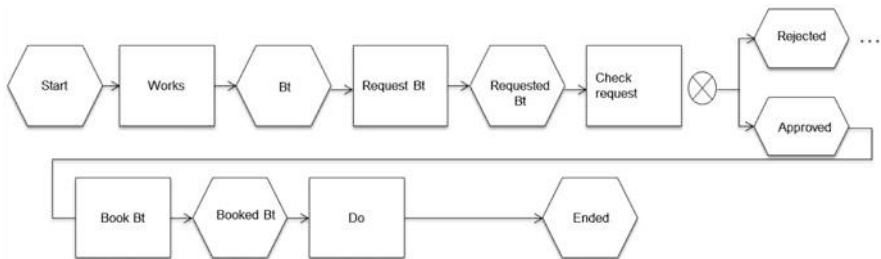 Start
Works
Bt
Request Bt
Requested
Bt
Check
request
Rejected
...
Approved
Book Bt
Booked Bt
Do
Ended